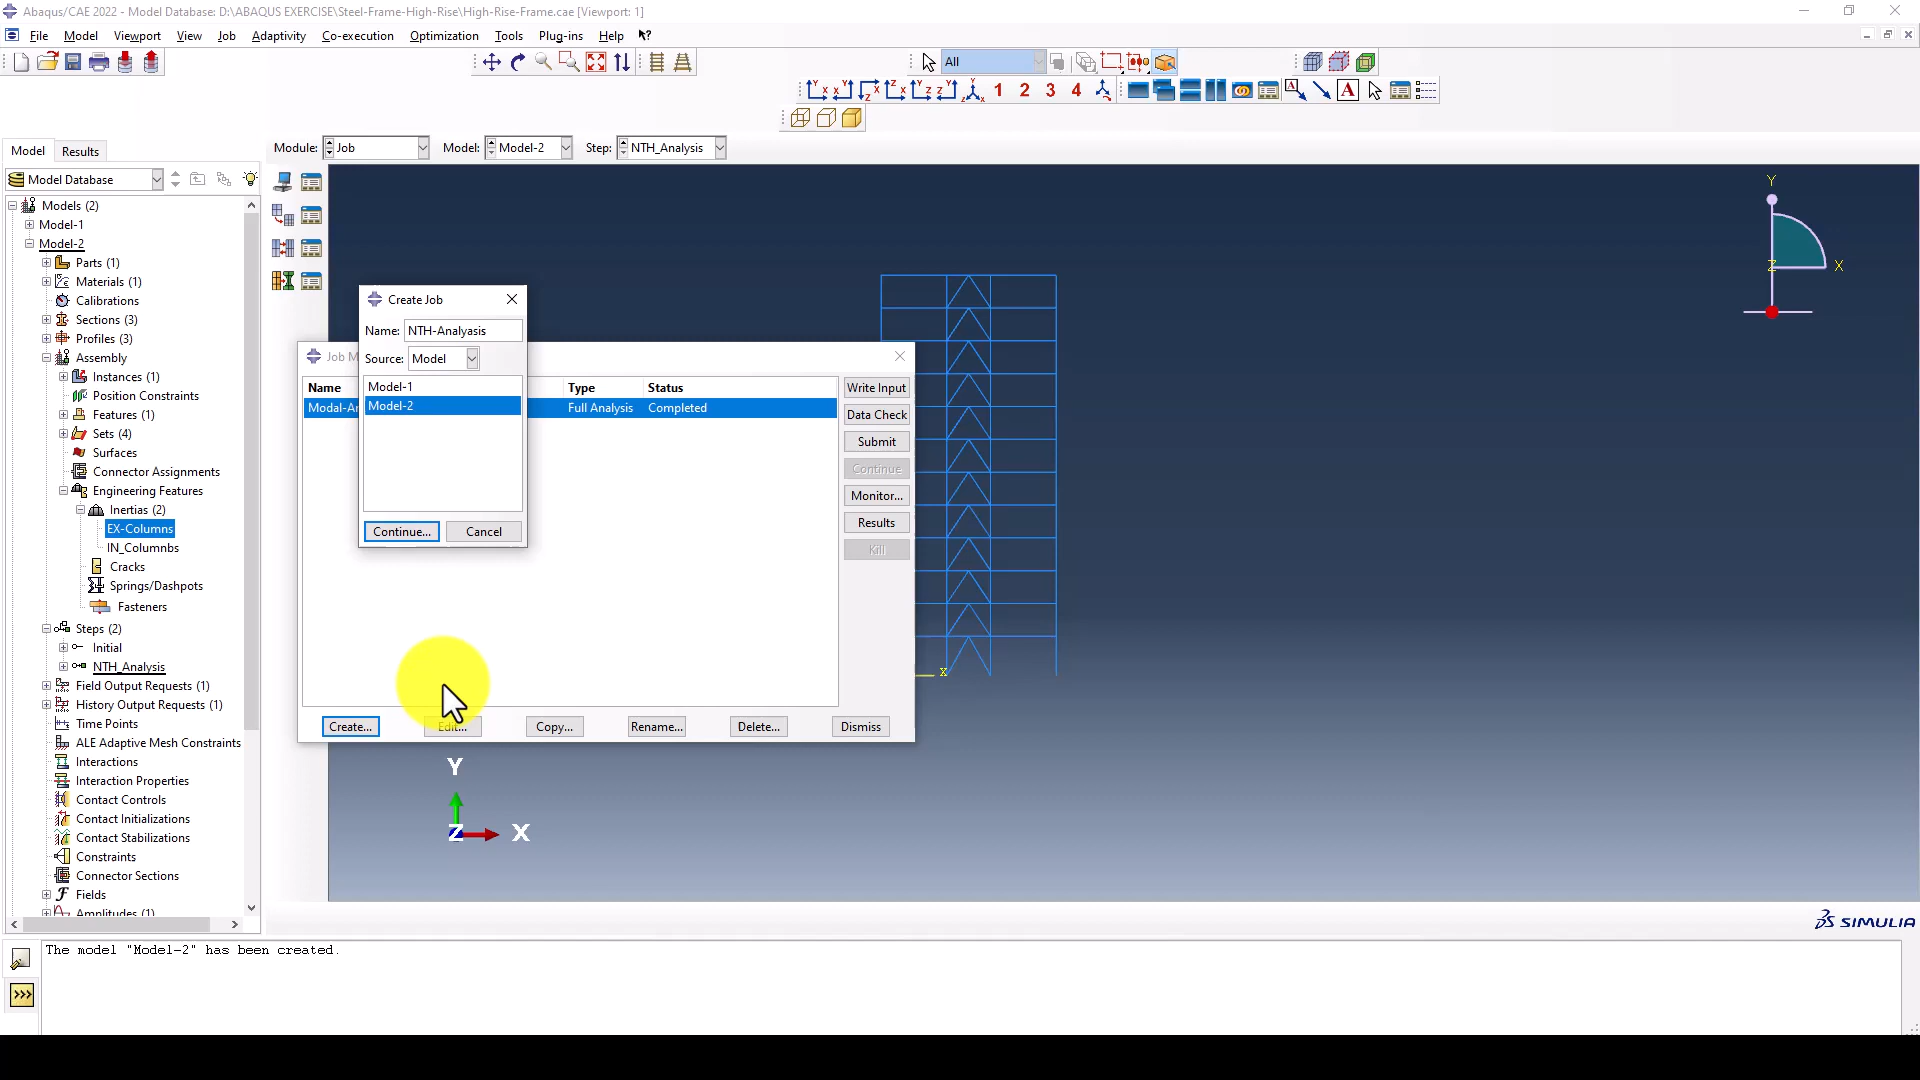 Abaqus/CAE 2022 - Model Database: D:\ABAQUS EXERCISE\Steel-Frame-High-Rise\High-Rise-Frame.cae [Viewport: 1]
File Model Viewport View Job Adaptivity Co-execution Optimization Tools Plug-ins Help
All
1 2 3 4
A
Model Results
Module: Job Model: Model-2 Step: NTH_Analysis
Model Database
Models (2)
Model-1
Model-2
Parts (1)
Materials (1)
Calibrations
Sections (3)
Profiles (3)
Assembly
Instances (1)
Position Constraints
Features (1)
Sets (4)
Surfaces
Connector Assignments
Engineering Features
Inertias (2)
EX-Columns
IN_Columnbs
Cracks
Springs/Dashpots
Fasteners
Steps (2)
Initial
NTH_Analysis
Field Output Requests (1)
History Output Requests (1)
Time Points
ALE Adaptive Mesh Constraints
Interactions
Interaction Properties
Contact Controls
Contact Initializations
Contact Stabilizations
Constraints
Connector Sections
Fields
Amplitudes (1)
Create Job
Name: NTH-Analyasis
Source: Model
Model-1
Model-2
Continue... Cancel
Name Type Status
Full Analysis Completed
Write Input
Data Check
Submit
Continue
Monitor...
Results
Kill
Create... Edit... Copy... Rename... Delete... Dismiss
Y
Z X
X
Y
Z X
SIMULIA
The model "Model-2" has been created.